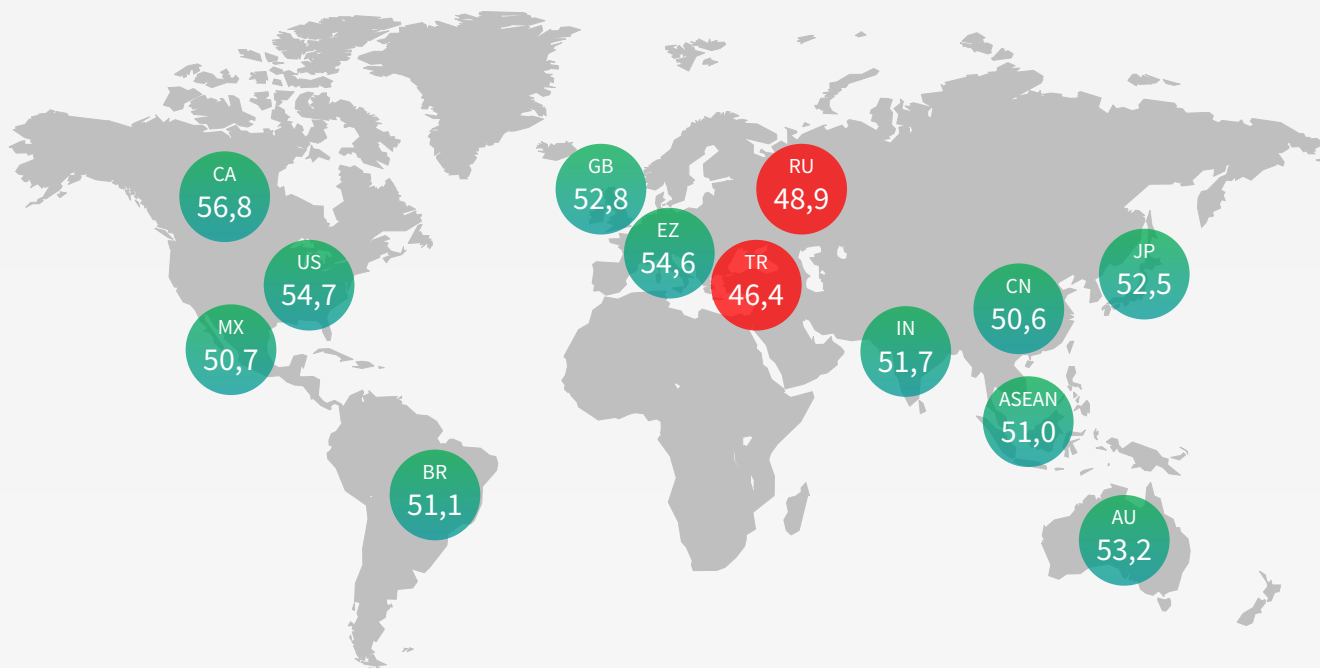 CA
56,8
US
54,7
MX
50,7
BR
51,1
GB
52,8
EZ
54,6
RU
48,9
TR
46,4
IN
51,7
CN
50,6
JP
52,5
ASEAN
51,0
AU
53,2